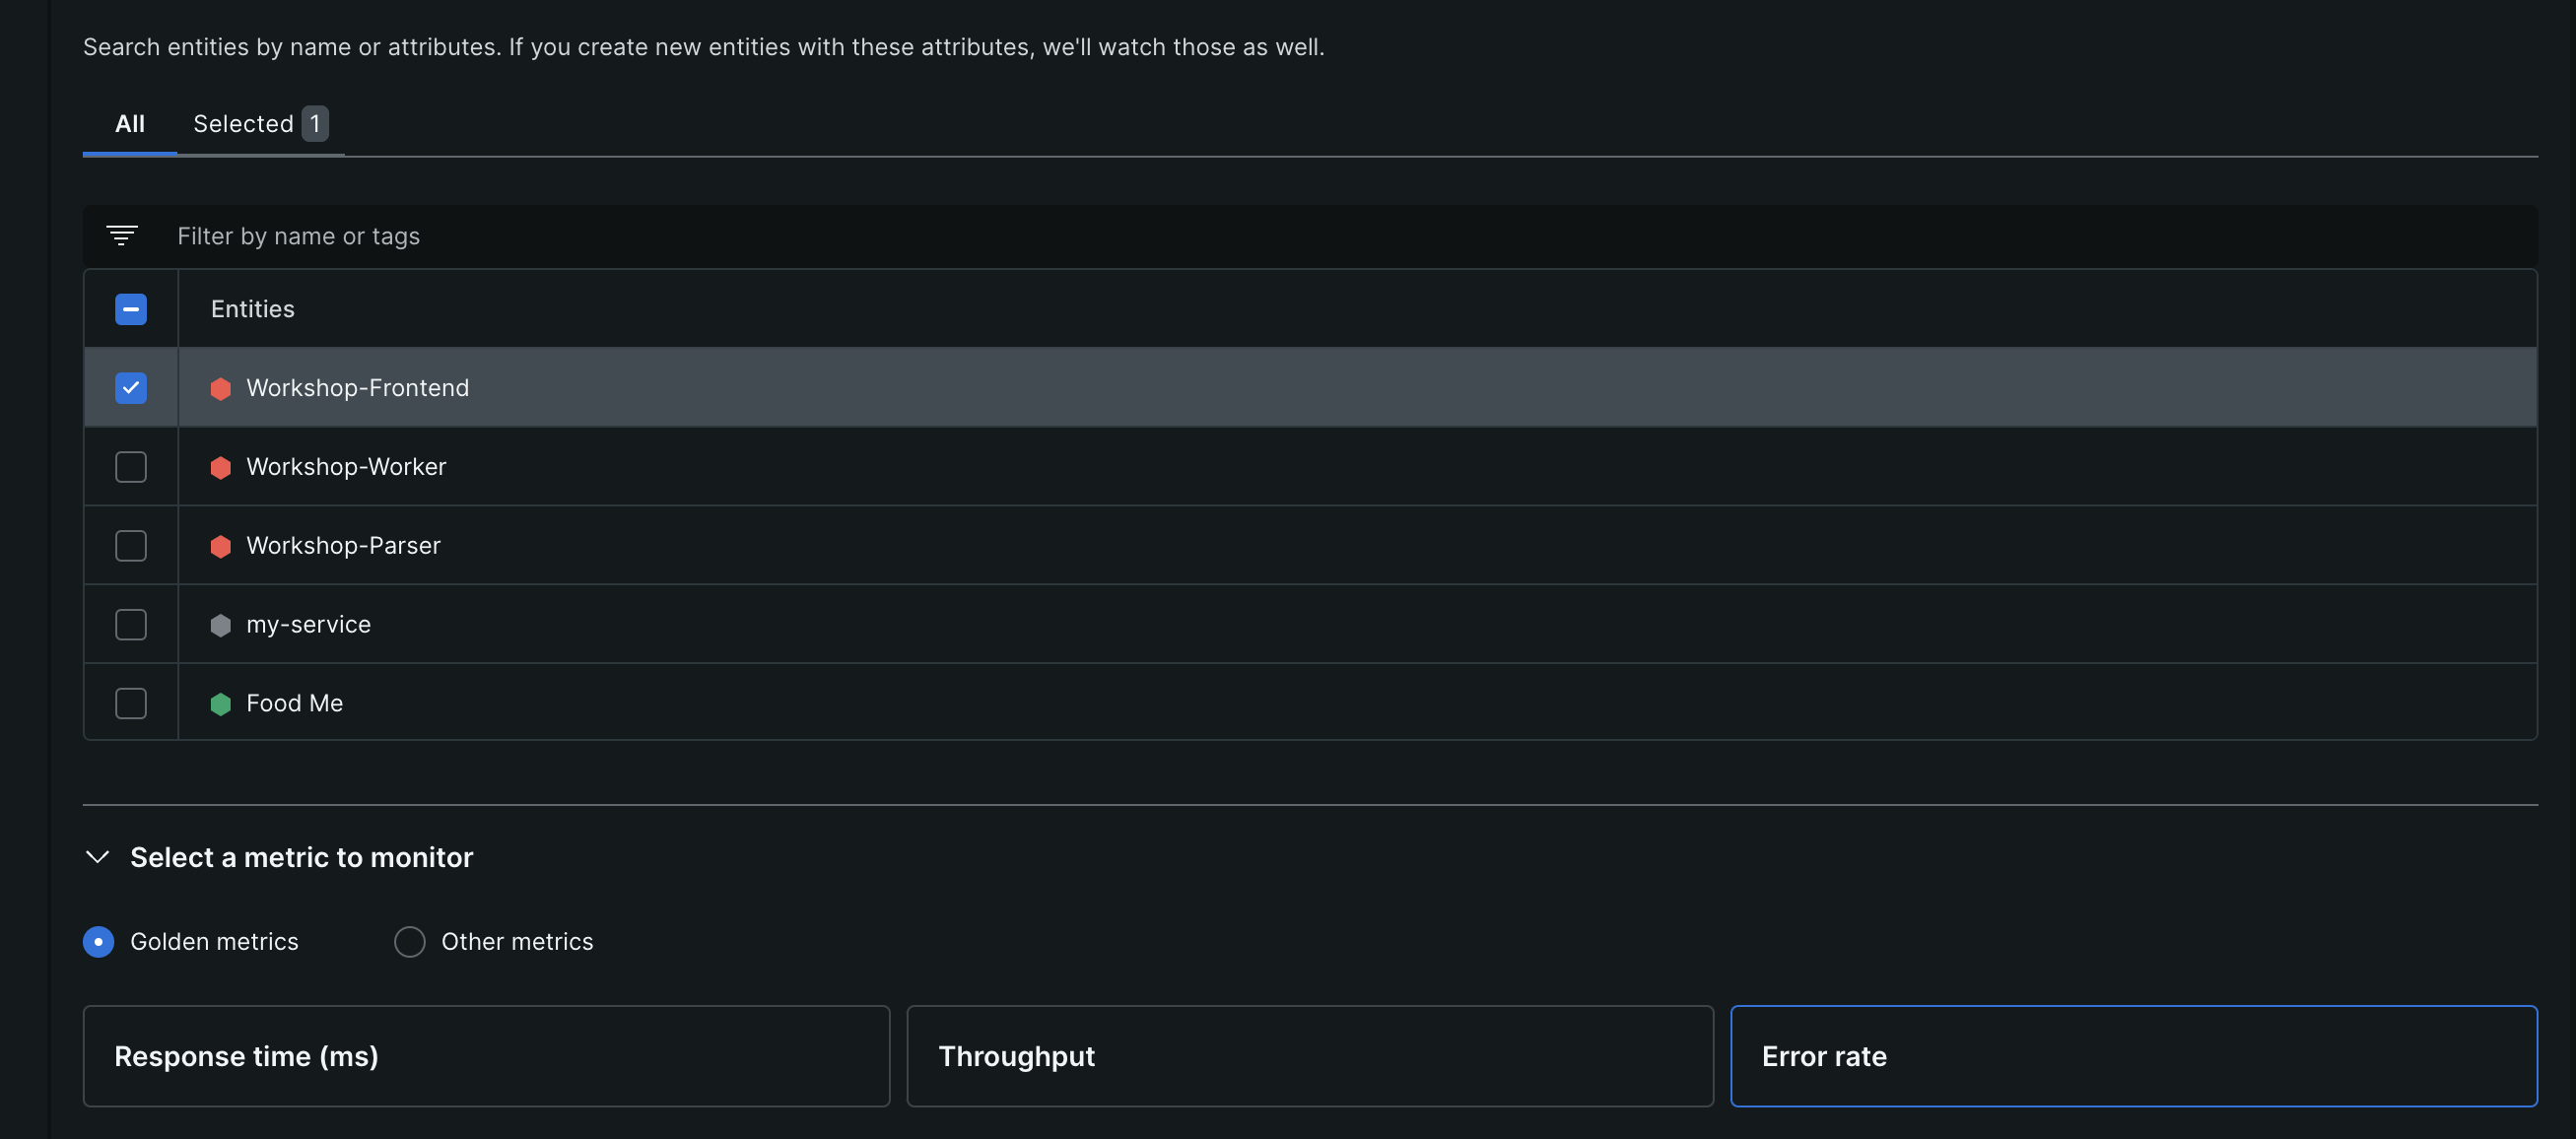 Search entities by name or attributes. If you create new entities with these attributes, we'll watch those as well.
All Selected 1
Filter by name or tags
Entities
Workshop-Frontend
Workshop-Worker
Workshop-Parser
my-service
Food Me
Select a metric to monitor
Golden metrics Other metrics
Response time (ms) Throughput Error rate